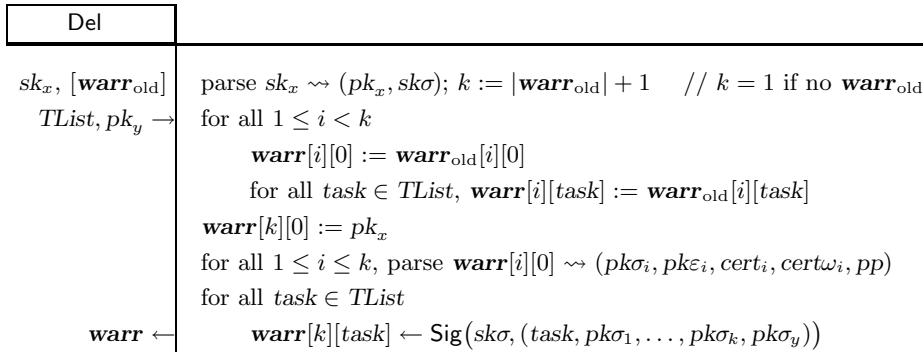 Del
sk_x, [warr_old] parse sk_x ⇝ (pk_x, skσ); k := |warr_old| + 1 // k = 1 if no warr_old
TList, pk_y → for all 1 ≤ i < k
warr[i][0] := warr_old[i][0]
for all task ∈ TList, warr[i][task] := warr_old[i][task]
warr[k][0] := pk_x
for all 1 ≤ i ≤ k, parse warr[i][0] ⇝ (pkσ_i, pkε_i, cert_i, certω_i, pp)
for all task ∈ TList
warr ← warr[k][task] ← Sig(skσ, (task, pkσ_1, …, pkσ_k, pkσ_y))